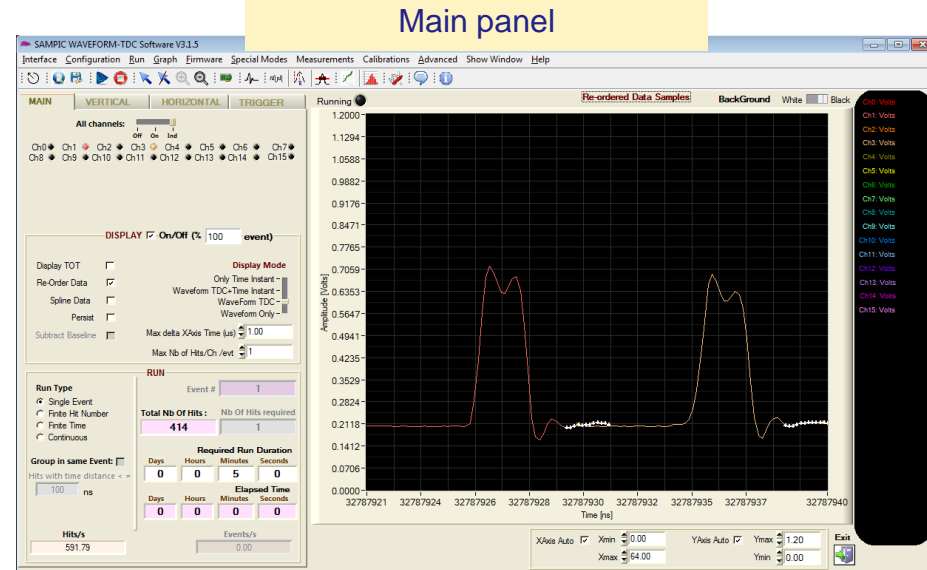 Main panel
SAMPIC WAVEFORM-TDC Software V3.1.5
Interface Configuration Run Graph Firmware Special Modes Measurements Calibrations Advanced Show Window Help
MAIN VERTICAL HORIZONTAL TRIGGER
All channels:
Off On Ind
Ch0 Ch1 Ch2 Ch3 Ch4 Ch5 Ch6 Ch7
Ch8 Ch9 Ch10 Ch11 Ch12 Ch13 Ch14 Ch15
DISPLAY On/Off (% 100 event)
Display TOT
Re-Order Data
Spline Data
Persist
Subtract Baseline
Display Mode
Only Time Instant
Waveform TDC+Time Instant
WaveForm TDC
Waveform Only
Max delta XAxis Time (us) 1.00
Max Nb of Hits/Ch /evt 1
RUN
Run Type
Single Event
Finite Hit Number
Finite Time
Continuous
Event # 1
Total Nb Of Hits : Nb Of Hits required
414 1
Group in same Event:
Hits with time distance < =
100 ns
Required Run Duration
Days Hours Minutes Seconds
0 0 5 0
Elapsed Time
Days Hours Minutes Seconds
0 0 0 0
Hits/s Events/s
591.79 0.00
Running Re-ordered Data Samples BackGround White Black
1.2000
1.1294
1.0588
0.9882
0.9176
0.8471
0.7765
0.7059
0.6353
0.5647
0.4941
0.4235
0.3529
0.2824
0.2118
0.1412
0.0706
0.0000
Amplitude [Volts]
32787921 32787924 32787926 32787928 32787930 32787932 32787935 32787937 32787940
Time [ns]
Ch0: Volts
Ch1: Volts
Ch2: Volts
Ch3: Volts
Ch4: Volts
Ch5: Volts
Ch6: Volts
Ch7: Volts
Ch8: Volts
Ch9: Volts
Ch10: Volts
Ch11: Volts
Ch12: Volts
Ch13: Volts
Ch14: Volts
Ch15: Volts
XAxis Auto Xmin 0.00 YAxis Auto Ymax 1.20 Exit
Xmax 64.00 Ymin 0.00